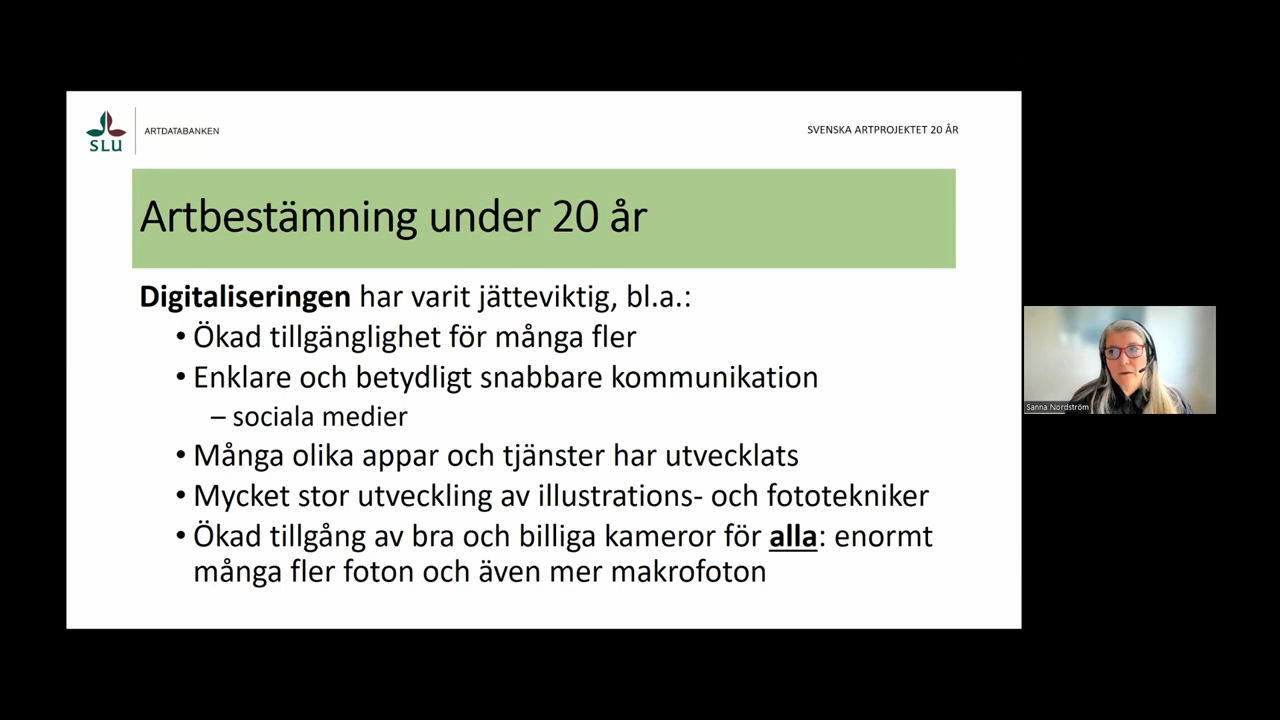 SLU
ARTDATABANKEN
SVENSKA ARTPROJEKTET 20 ÅR
Artbestämning under 20 år
Digitaliseringen har varit jätteviktig, bl.a.:
• Ökad tillgänglighet för många fler
• Enklare och betydligt snabbare kommunikation
– sociala medier
• Många olika appar och tjänster har utvecklats
• Mycket stor utveckling av illustrations- och fototekniker
• Ökad tillgång av bra och billiga kameror för alla: enormt
många fler foton och även mer makrofoton
Sanna Nordström